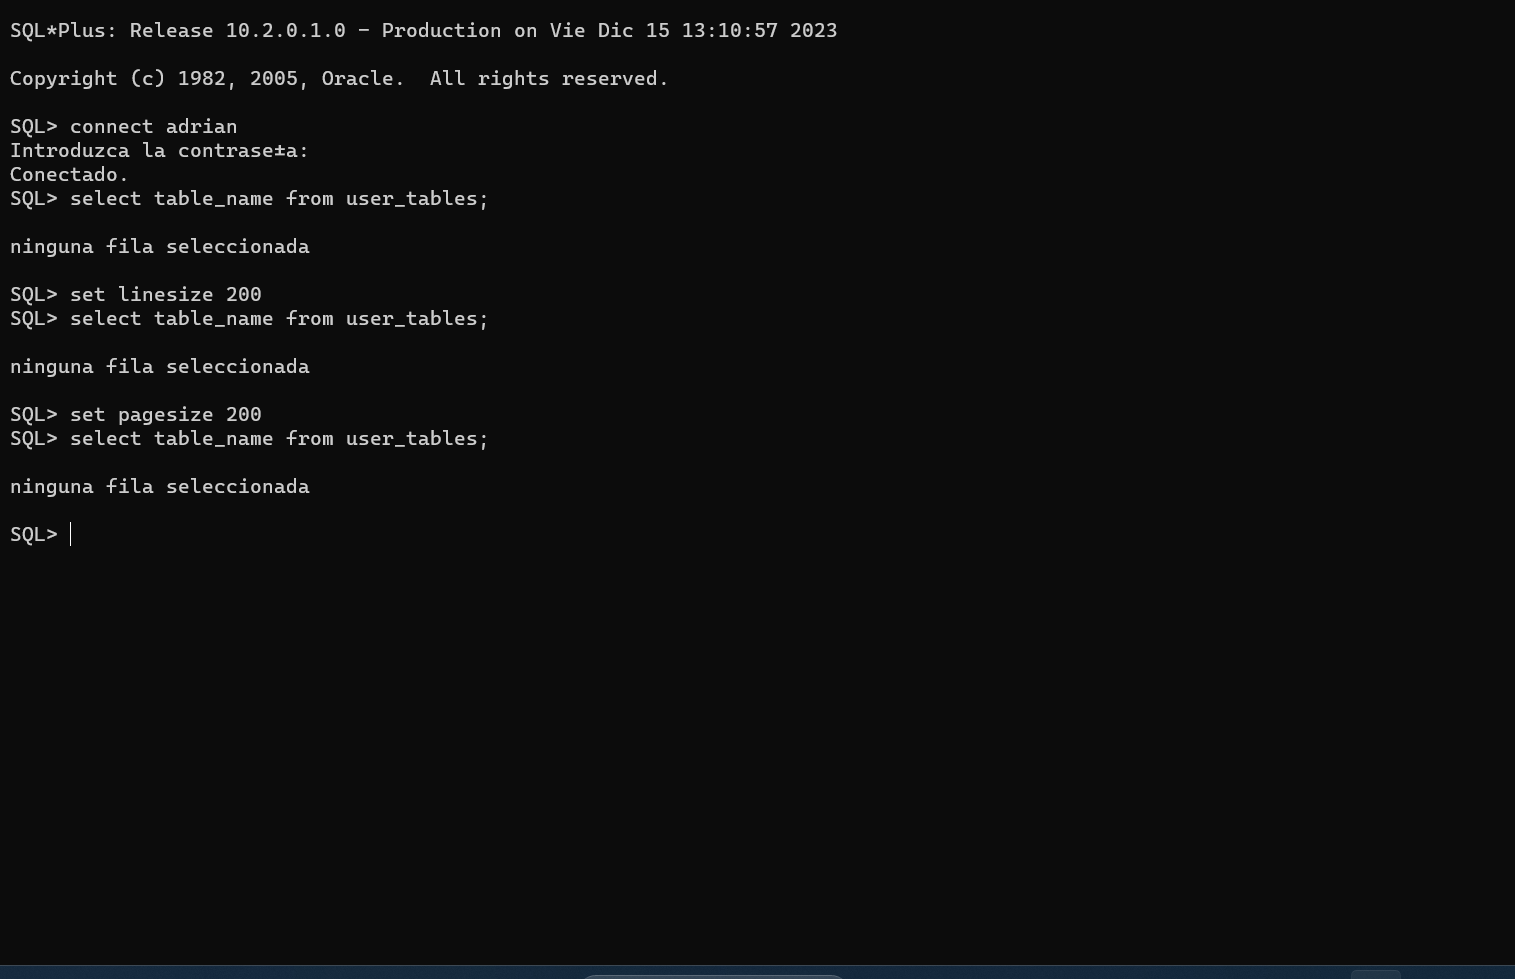 SQL*Plus: Release 10.2.0.1.0 - Production on Vie Dic 15 13:10:57 2023
Copyright (c) 1982, 2005, Oracle.  All rights reserved.
SQL> connect adrian
Introduzca la contrase±a:
Conectado.
SQL> select table_name from user_tables;
ninguna fila seleccionada
SQL> set linesize 200
SQL> select table_name from user_tables;
ninguna fila seleccionada
SQL> set pagesize 200
SQL> select table_name from user_tables;
ninguna fila seleccionada
SQL>